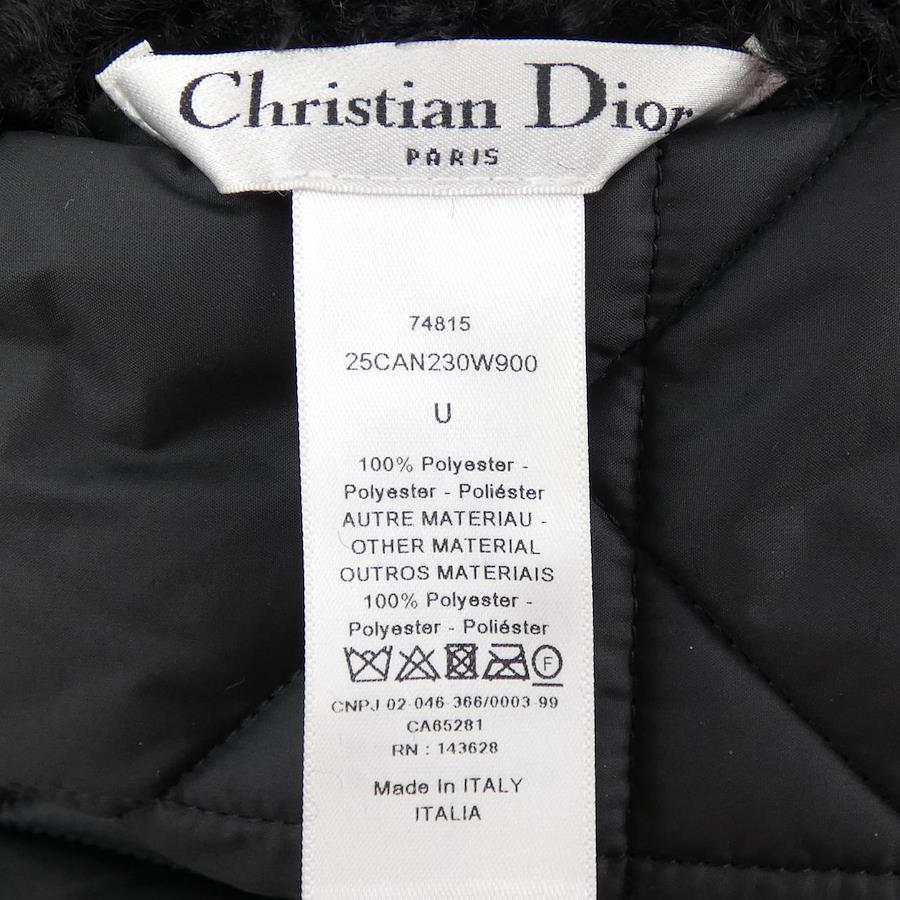 Christian Dior
PARIS
74815
25CAN230W900
U
100% Polyester -
Polyester - Poliéster
AUTRE MATERIAU -
OTHER MATERIAL
OUTROS MATERIAIS
100% Polyester -
Polyester - Poliéster
F
CNPJ 02-046-366/0003-99
CA65281
RN : 143628
Made In ITALY
ITALIA